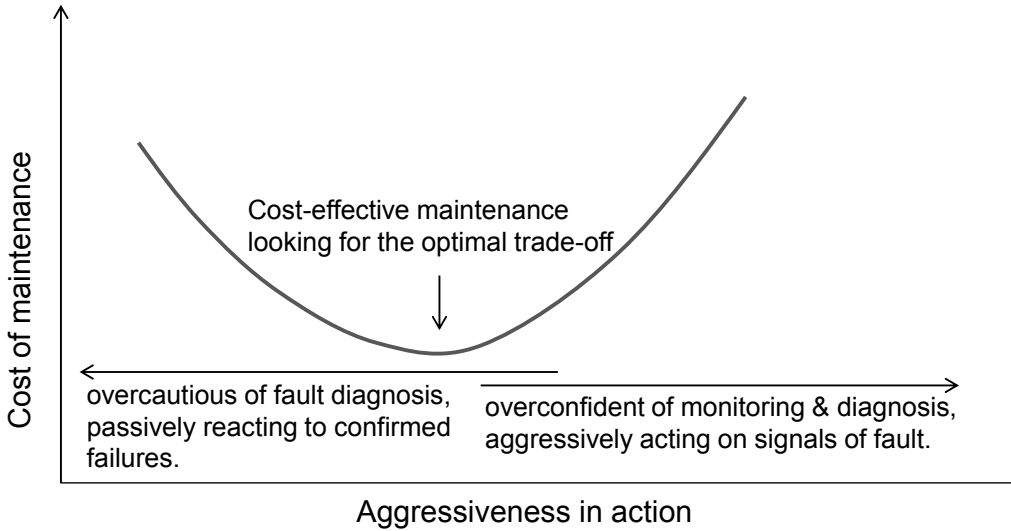 Cost of maintenance
Cost-effective maintenance
looking for the optimal trade-off
overcautious of fault diagnosis,
passively reacting to confirmed
failures.
overconfident of monitoring & diagnosis,
aggressively acting on signals of fault.
Aggressiveness in action